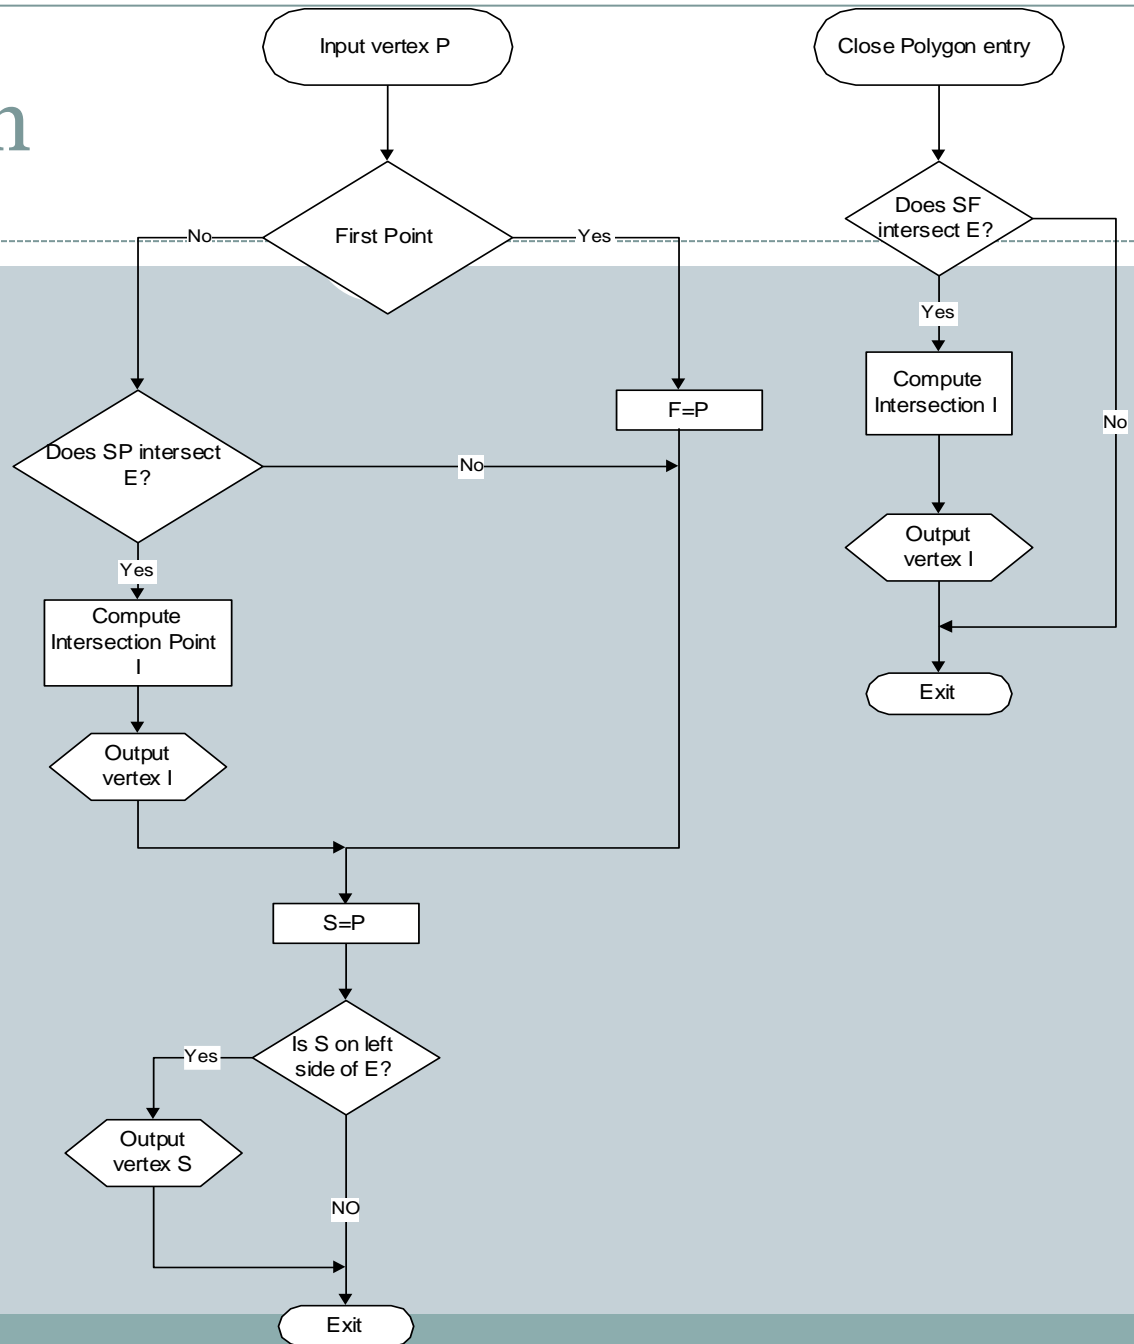 Input vertex P
Close Polygon entry
n
First Point
No
Yes
Does SF
intersect E?
Yes
Compute
Intersection I
No
F=P
Does SP intersect
E?
No
Yes
Output
vertex I
Compute
Intersection Point
I
Exit
Output
vertex I
S=P
Is S on left
side of E?
Yes
Output
vertex S
NO
Exit